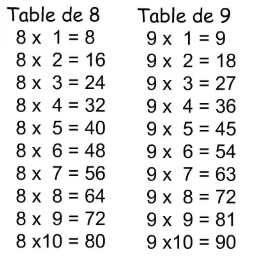 Table de 8
8 x 1 = 8
8 x 2 = 16
8 x 3 = 24
8 x 4 = 32
8 x 5 = 40
8 x 6 = 48
8 x 7 = 56
8 x 8 = 64
8 x 9 = 72
8 x10 = 80
Table de 9
9 x 1 = 9
9 x 2 = 18
9 x 3 = 27
9 x 4 = 36
9 x 5 = 45
9 x 6 = 54
9 x 7 = 63
9 x 8 = 72
9 x 9 = 81
9 x10 = 90